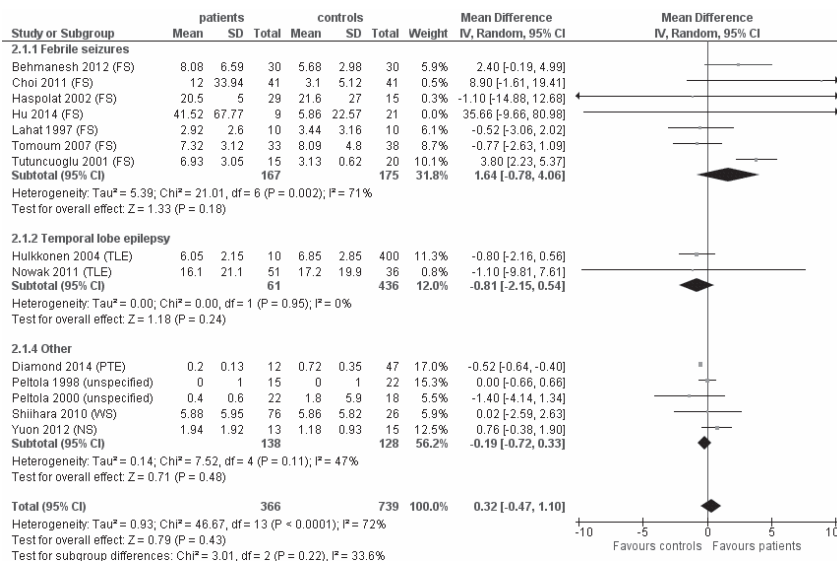 patients controls Mean Difference Mean Difference
Study or Subgroup Mean SD Total Mean SD Total Weight IV, Random, 95% CI IV, Random, 95% CI
2.1.1 Febrile seizures
Behmanesh 2012 (FS) 8.08 6.59 30 5.68 2.98 30 5.9% 2.40 [-0.19, 4.99]
Choi 2011 (FS) 12 33.94 41 3.1 5.12 41 0.5% 8.90 [-1.61, 19.41]
Haspolat 2002 (FS) 20.5 5 29 21.6 27 15 0.3% -1.10 [-14.88, 12.68]
Hu 2014 (FS) 41.52 67.77 9 5.86 22.57 21 0.0% 35.66 [-9.66, 80.98]
Lahat 1997 (FS) 2.92 2.6 10 3.44 3.16 10 6.1% -0.52 [-3.06, 2.02]
Tomoum 2007 (FS) 7.32 3.12 33 8.09 4.8 38 8.8% -0.77 [-2.63, 1.09]
Tutuncuoglu 2001 (FS) 6.93 3.05 15 3.13 0.62 20 10.1% 3.80 [2.23, 5.37]
Subtotal (95% CI) 167 175 31.8% 1.64 [-0.78, 4.06]
Heterogeneity: Tau² = 5.39; Chi² = 21.01, df = 6 (P = 0.002); I² = 71%
Test for overall effect: Z = 1.33 (P = 0.18)
2.1.2 Temporal lobe epilepsy
Hulkkonen 2004 (TLE) 6.05 2.15 10 6.85 2.85 400 11.3% -0.80 [-2.16, 0.56]
Nowak 2011 (TLE) 16.1 21.1 51 17.2 19.9 36 0.8% -1.10 [-9.81, 7.61]
Subtotal (95% CI) 61 436 12.0% -0.81 [-2.15, 0.54]
Heterogeneity: Tau² = 0.00; Chi² = 0.00, df = 1 (P = 0.95); I² = 0%
Test for overall effect: Z = 1.18 (P = 0.24)
2.1.4 Other
Diamond 2014 (PTE) 0.2 0.13 12 0.72 0.35 47 17.0% -0.52 [-0.64, -0.40]
Peltola 1998 (unspecified) 0 1 15 0 1 22 15.3% 0.00 [-0.66, 0.66]
Peltola 2000 (unspecified) 0.4 0.6 22 1.8 5.9 18 5.5% -1.40 [-4.14, 1.34]
Shiihara 2010 (WS) 5.88 5.95 76 5.86 5.82 26 5.9% 0.02 [-2.59, 2.63]
Yuon 2012 (NS) 1.94 1.92 13 1.18 0.93 15 12.6% 0.76 [-0.38, 1.90]
Subtotal (95% CI) 138 128 56.2% -0.19 [-0.72, 0.33]
Heterogeneity: Tau² = 0.14; Chi² = 7.52, df = 4 (P = 0.11); I² = 47%
Test for overall effect: Z = 0.71 (P = 0.48)
Total (95% CI) 366 739 100.0% 0.32 [-0.47, 1.10]
Heterogeneity: Tau² = 0.93; Chi² = 46.67, df = 13 (P < 0.0001); I² = 72%
Test for overall effect: Z = 0.79 (P = 0.43)
Test for subgroup differences: Chi² = 3.01, df = 2 (P = 0.22), I² = 33.6%
-10 -5 0 5 10
Favours controls Favours patients